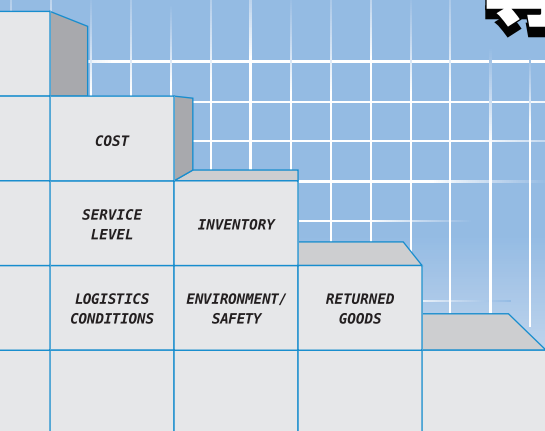 COST
SERVICE
LEVEL
INVENTORY
LOGISTICS
CONDITIONS
ENVIRONMENT/
SAFETY
RETURNED
GOODS